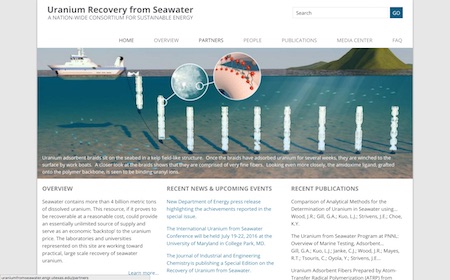 Uranium Recovery from Seawater
A NATION-WIDE CONSORTIUM FOR SUSTAINABLE ENERGY
Search
GO
HOME OVERVIEW PARTNERS PEOPLE PUBLICATIONS MEDIA CENTER FAQ
Uranium adsorbent braids sit on the seabed in a kelp field-like structure. Once the braids have adsorbed uranium for several weeks, they are winched to the
surface by work boats. A closer look at the braids shows that they are comprised of very fine fibers. Looking even more closely, the amidoxime ligand, grafted
onto the polymer backbone, is seen to be binding uranyl ions.
OVERVIEW
Seawater contains more than 4 billion metric tons
of dissolved uranium. This resource, if it proves to
be recoverable at a reasonable cost, could provide
an essentially unlimited source of supply and serve
as an economic 'backstop' to the uranium
price. The laboratories and universities
represented on this site are working toward
practical, large scale uranium recovery from
seawater.
Learn more...
RECENT NEWS & UPCOMING EVENTS
New Department of Energy press release
highlighting the achievements reported in the
special issue.
The International Uranium from Seawater
Conference will be held July 19-22, 2016 at the
University of Maryland in College Park, MD.
The Journal of Industrial and Engineering
Chemistry is publishing a Special Edition on the
Recovery of Uranium from Seawater.
RECENT PUBLICATIONS
Comparison of Analytical Methods for the
Determination of Uranium in Seawater using...
Wood, J.R; Gill, G.A.; Kuo, L.J.; Strivens, J.E.; Choe,
K.Y.
Uranium from Seawater Program at PNNL:
Overview of Marine Testing, Adsorbent...
Gill, G.A.; Kuo, L.J.; Janke, C.J.; Wood, J.R.; Mayes,
R.T.; Tsouris, C.; Oyola, Y.; Strivens, J.E.;
Uranium Adsorbent Fibers Prepared by Atom-
Transfer Radical Polymerization (ATRP) from